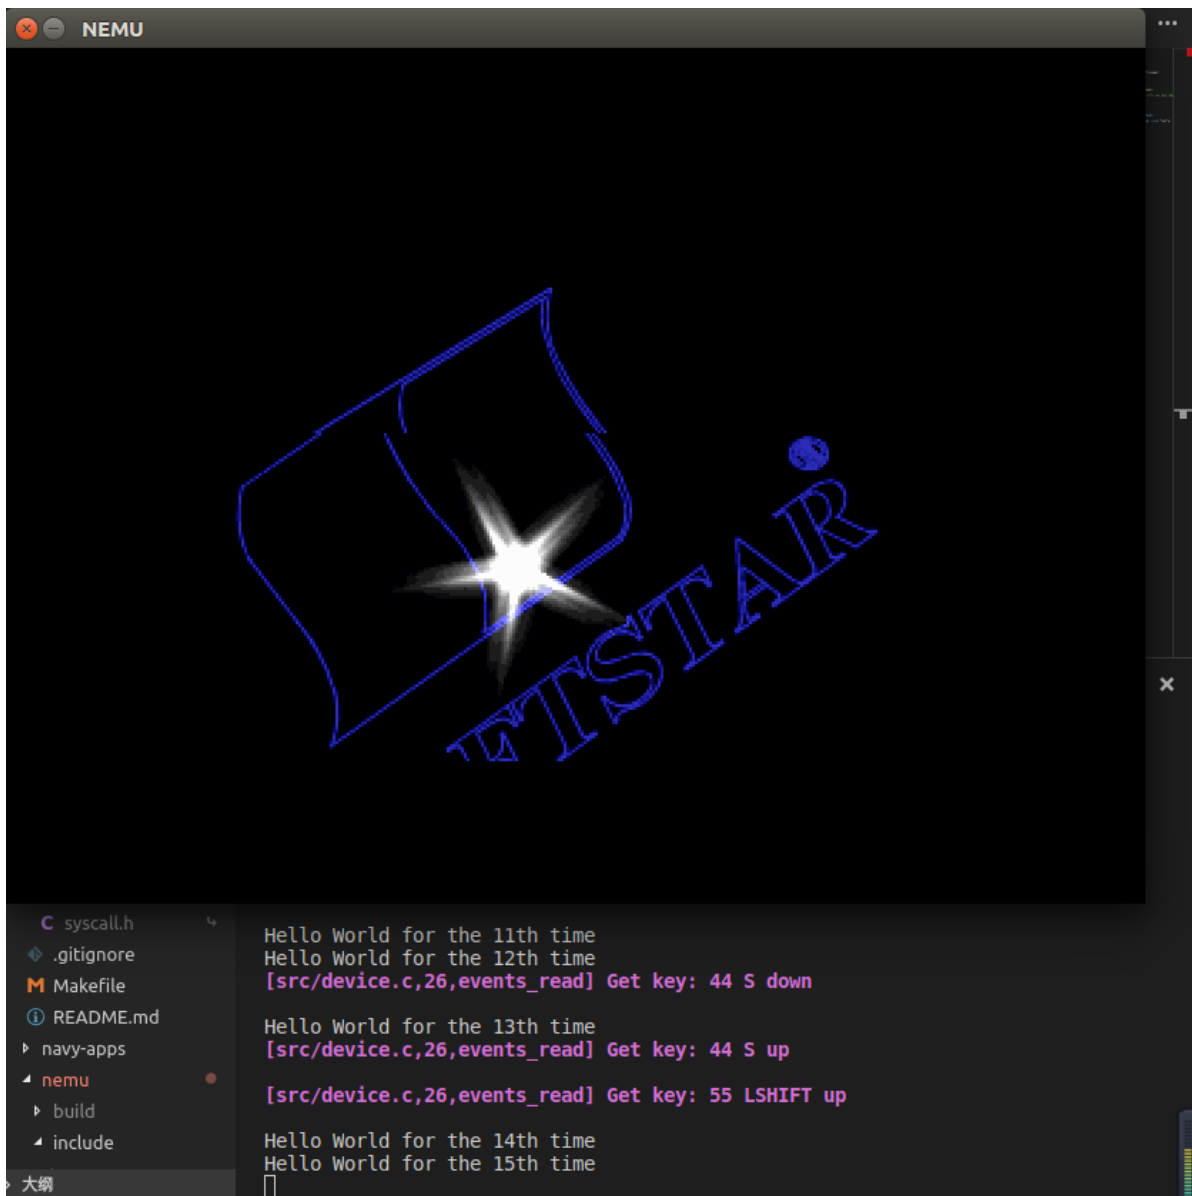 NEMU
ETSTAR
syscall.h
.gitignore
Makefile
README.md
navy-apps
nemu
build
include
大纲
Hello World for the 11th time
Hello World for the 12th time
[src/device.c,26,events_read] Get key: 44 S down
Hello World for the 13th time
[src/device.c,26,events_read] Get key: 44 S up
[src/device.c,26,events_read] Get key: 55 LSHIFT up
Hello World for the 14th time
Hello World for the 15th time